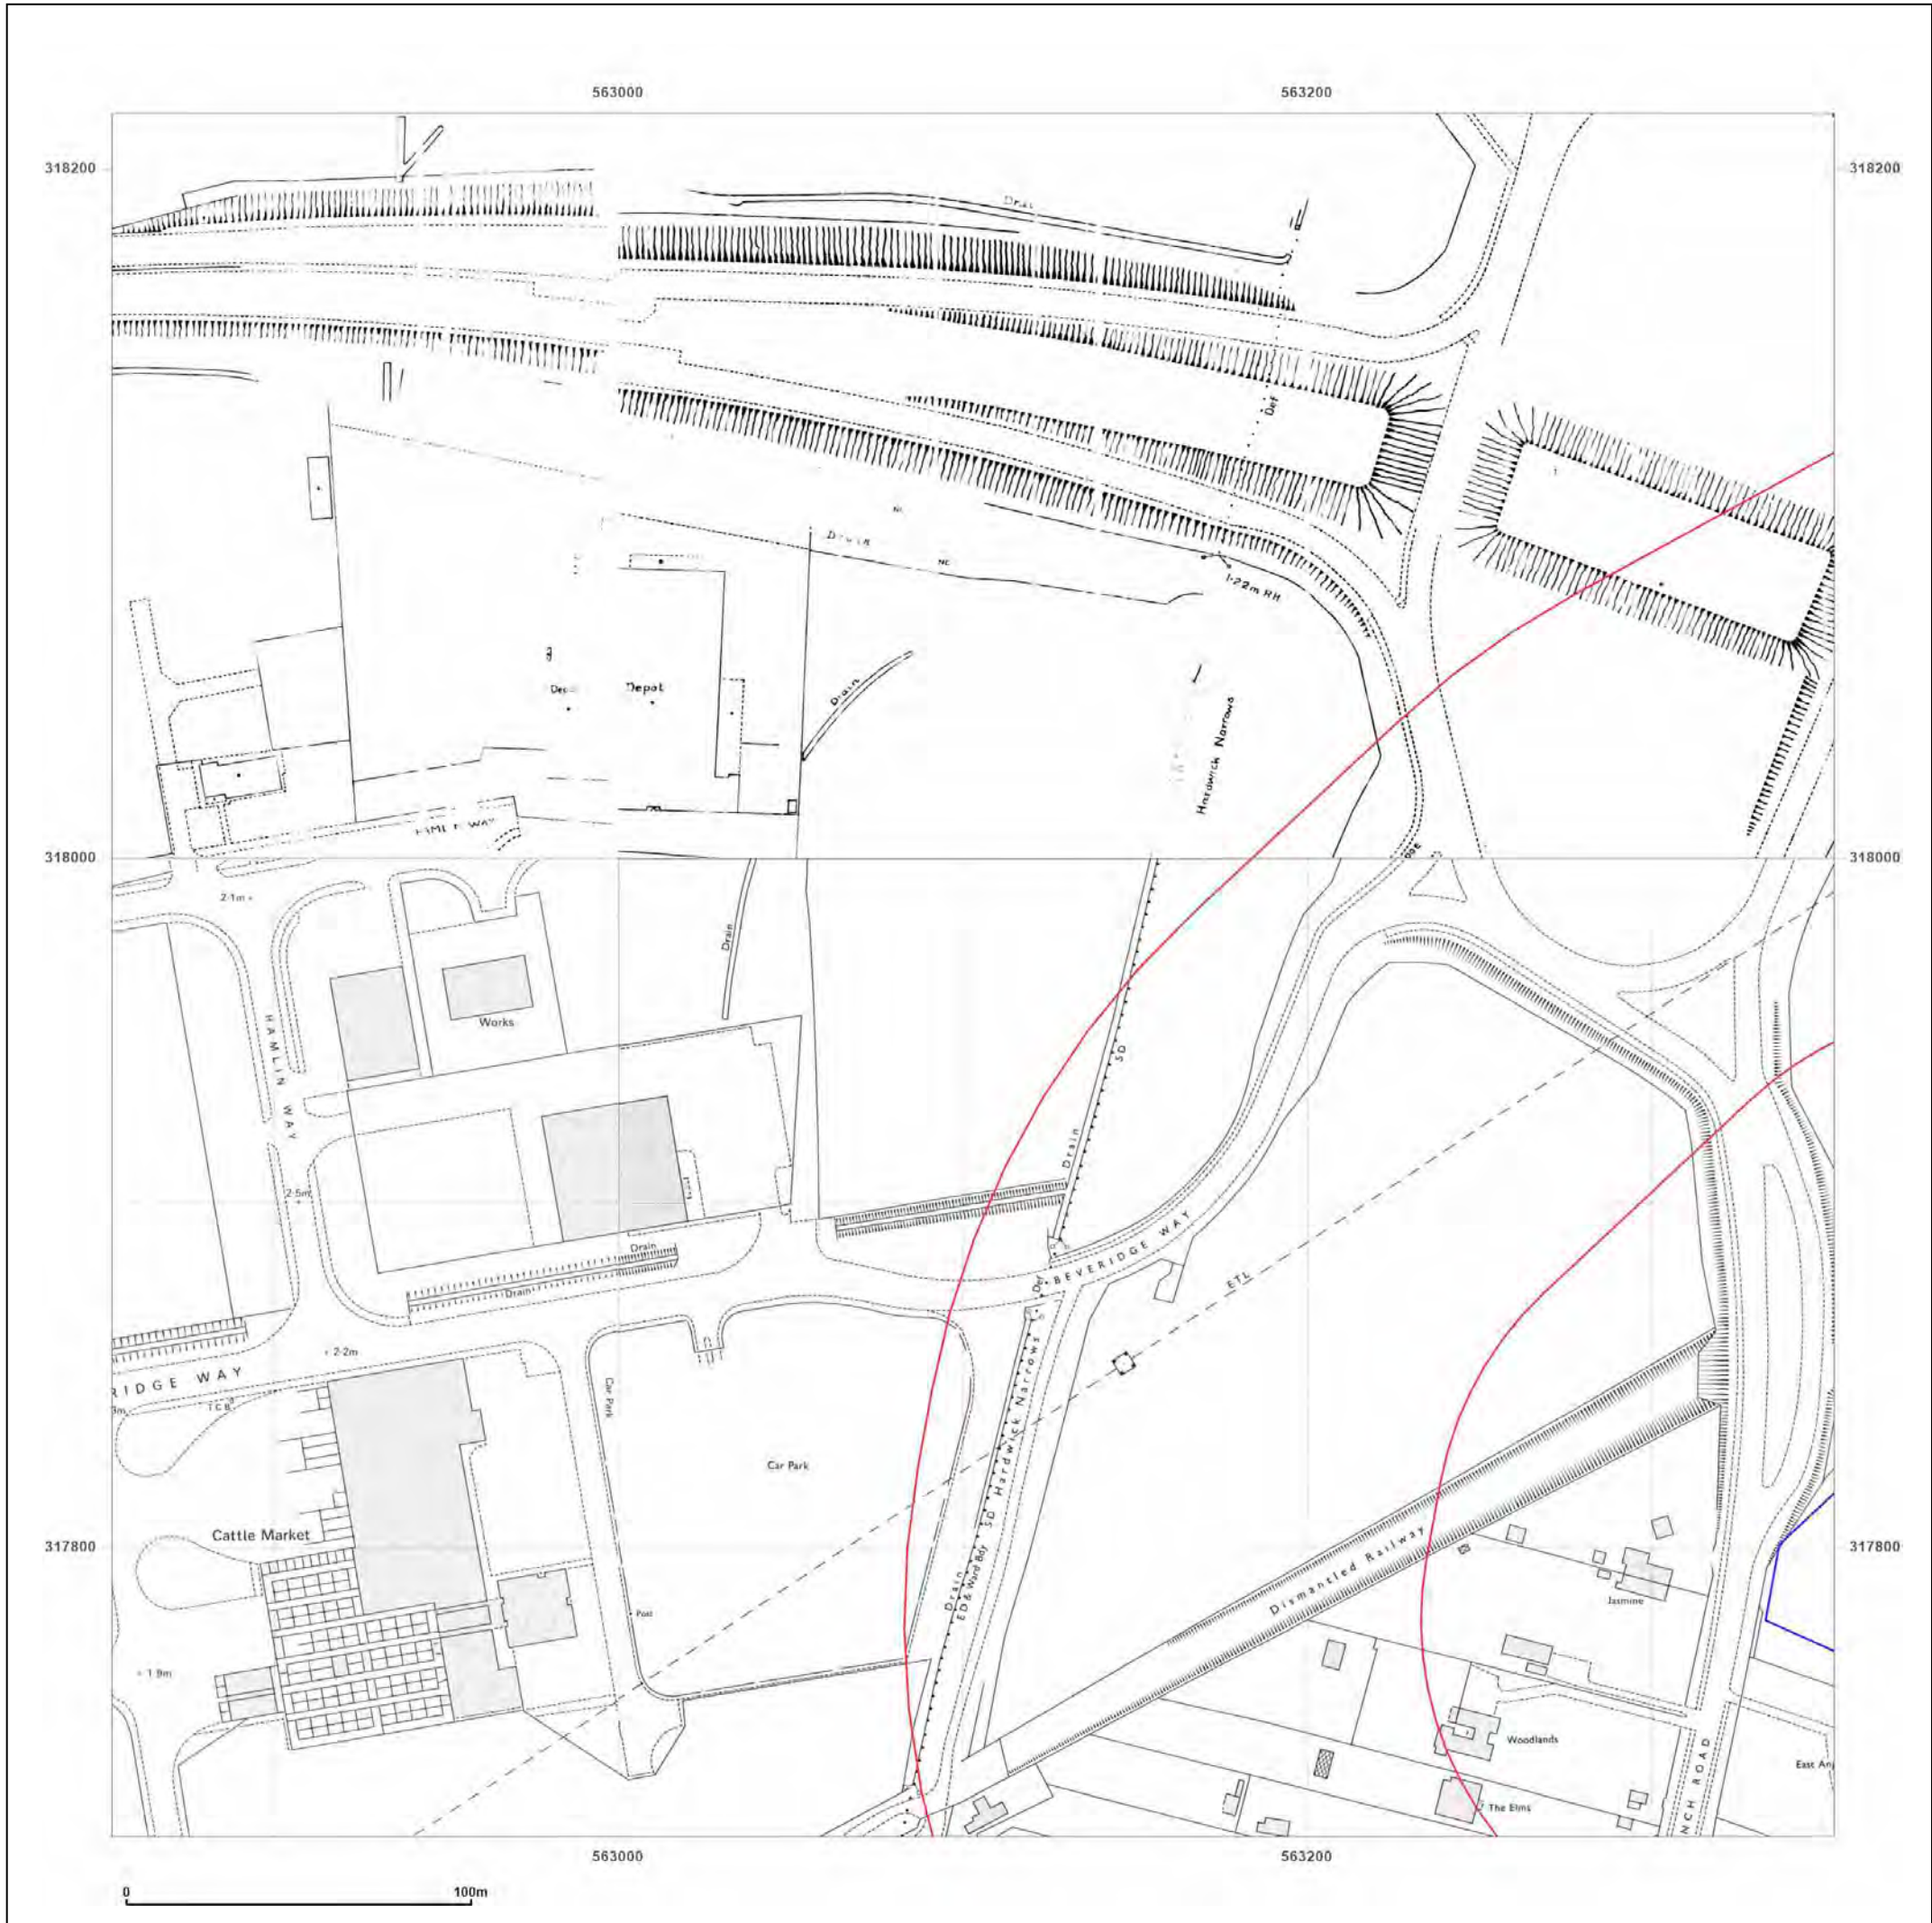 563000
563200
318200
318200
Def
Drain
NC
1·22m RH
Drain
Depot
Hardwick Narrows
318000
318000
2·1m
Drain
Works
HAMLIN WAY
SD
Drain
2·5m
Drain
Drain
BEVERIDGE WAY
Def
ETL
2·2m
RIDGE WAY
3m
TCB
Car Park
Car Park
SD Hardwick Narrows
Cattle Market
317800
317800
Drain
ED & Ward Bdy
Dismantled Railway
Jasmine
Post
1·9m
Woodlands
East An
The Elms
NCH ROAD
563000
563200
0
100m